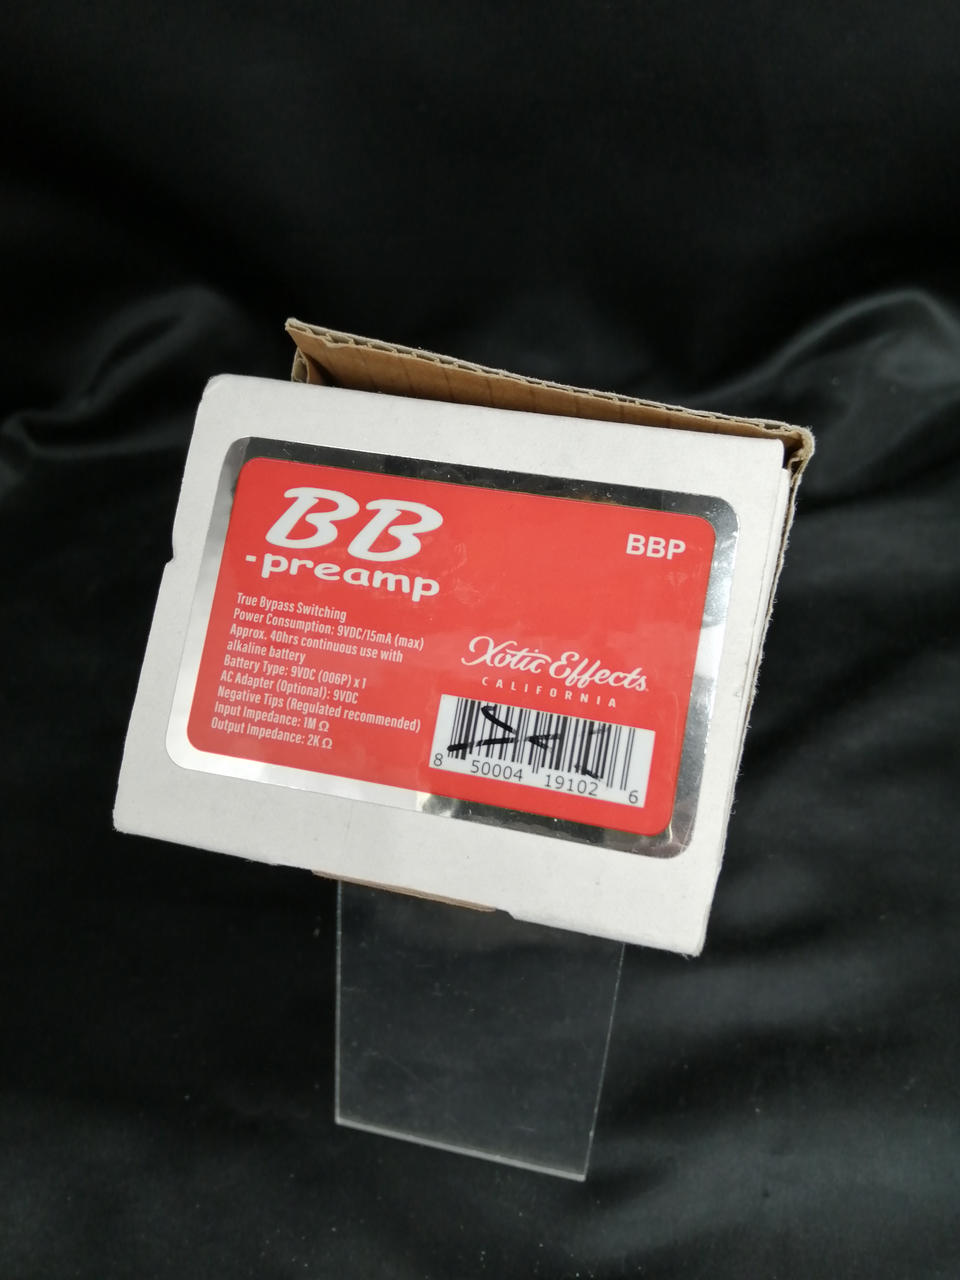 BB
-preamp
BBP
True Bypass Switching
Power Consumption: 9VDC/15mA (max)
Approx. 40hrs continuous use with
alkaline battery
Battery Type: 9VDC (006P) x 1
AC Adapter (Optional): 9VDC
Negative Tips (Regulated recommended)
Input Impedance: 1M Ω
Output Impedance: 2K Ω
Xotic Effects
CALIFORNIA
8 50004 19102 6